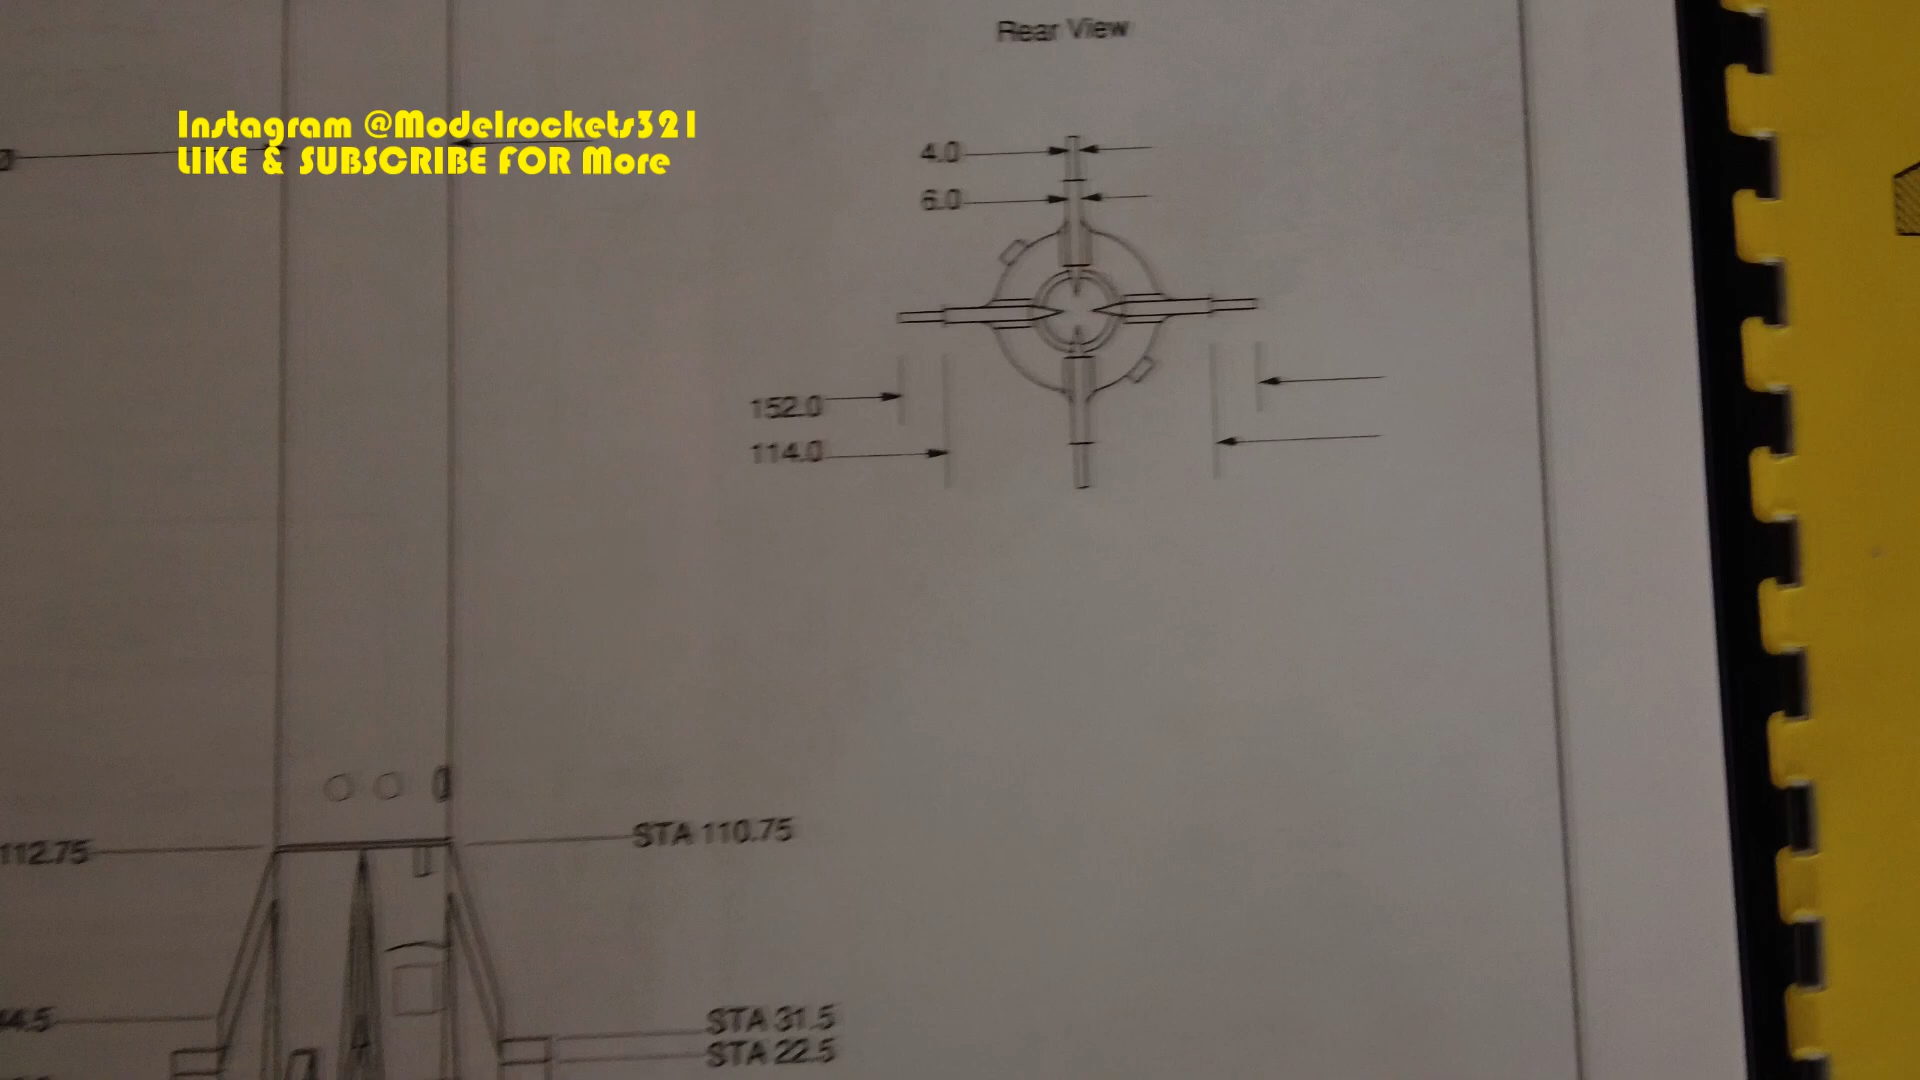 Rear View
Instagram @Modelrockets321
LIKE & SUBSCRIBE FOR More
4.0
6.0
152.0
114.0
112.75
STA 110.75
STA 31.5
STA 22.5